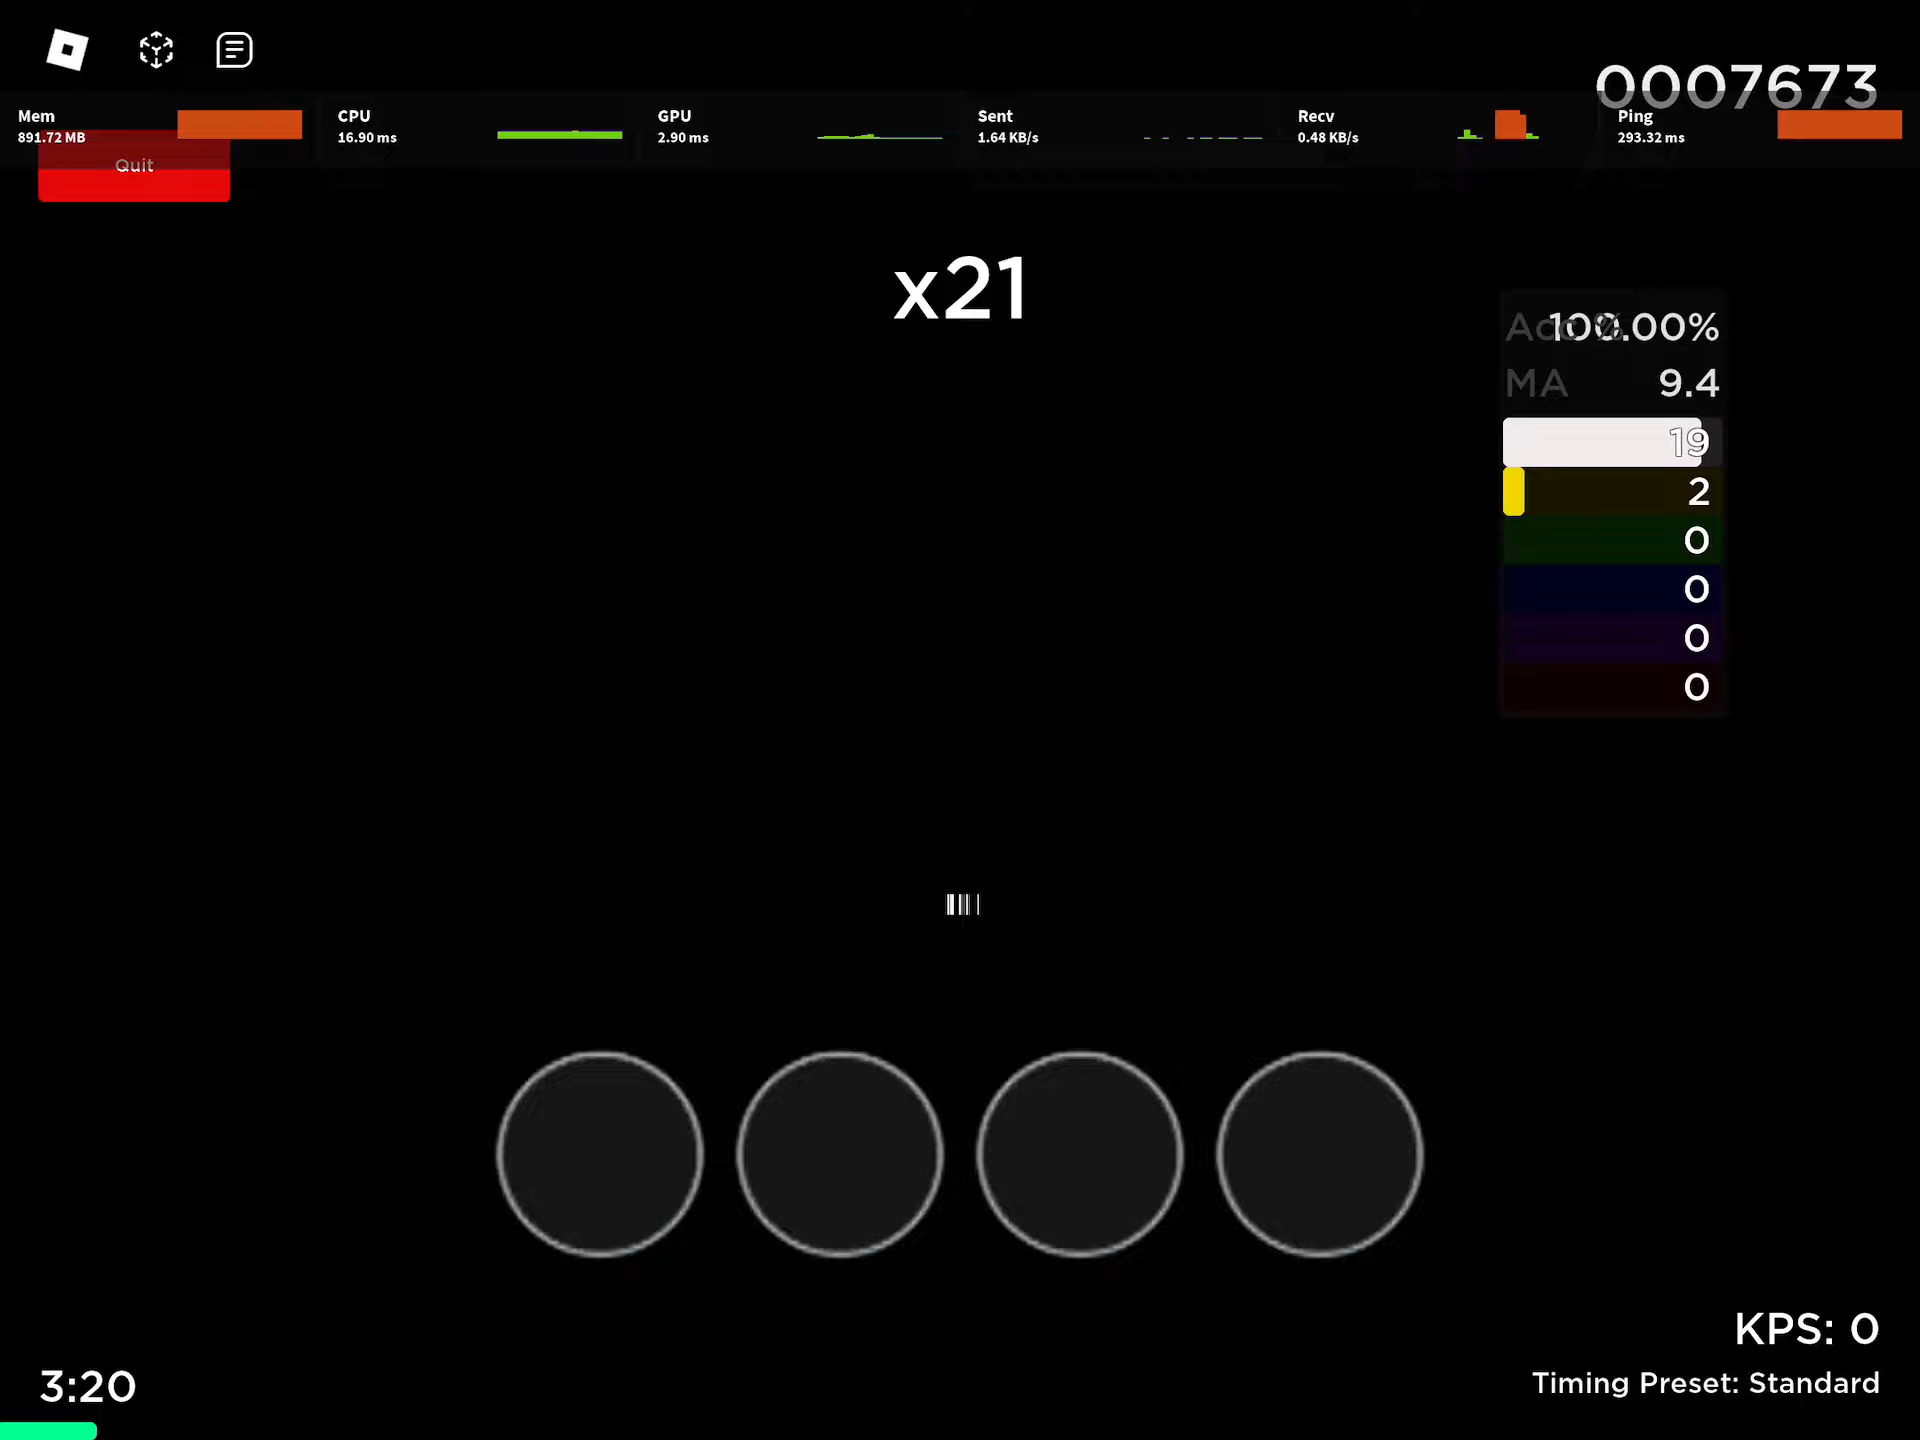 0007673
Mem
891.72 MB
CPU
16.90 ms
GPU
2.90 ms
Sent
1.64 KB/s
Recv
0.48 KB/s
Ping
293.32 ms
Quit
x21
Acc % 100.00%
MA 9.4
19
2
0
0
0
0
KPS: 0
3:20
Timing Preset: Standard